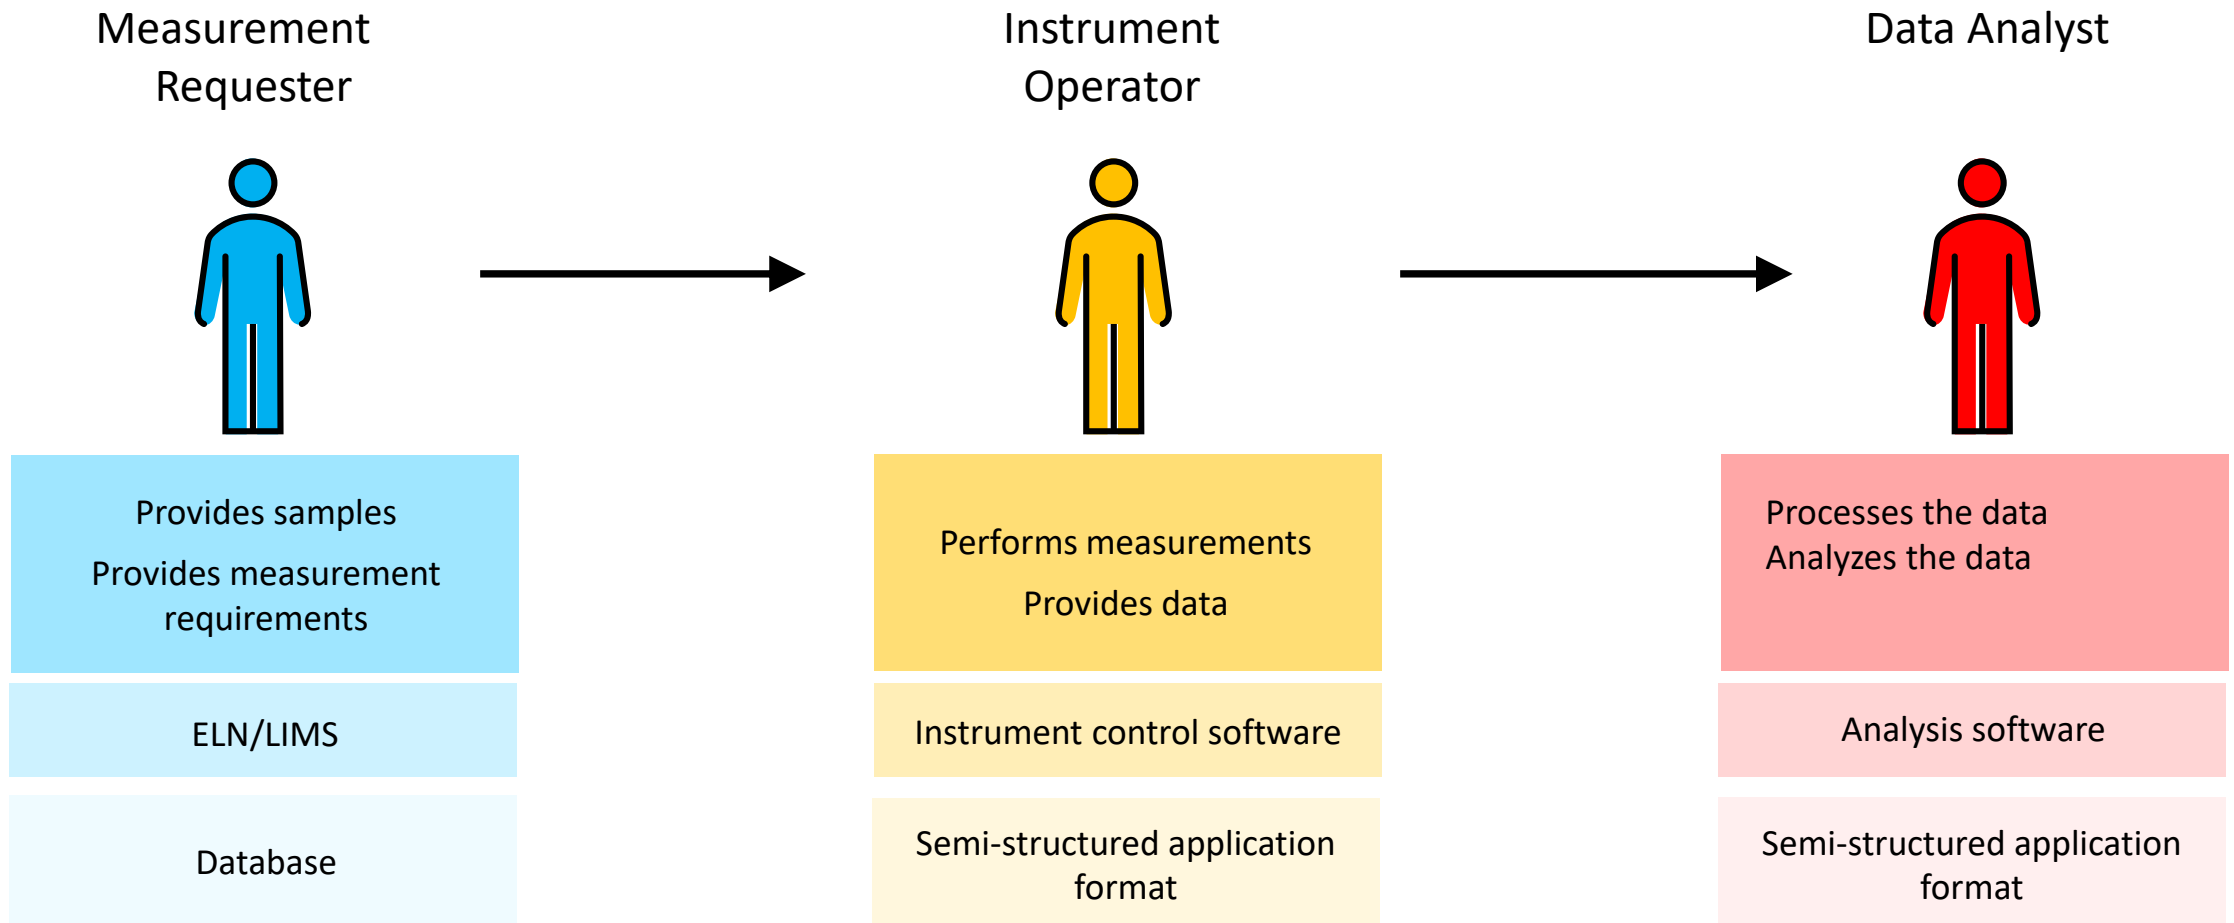 Measurement
Requester
Instrument
Operator
Data Analyst
Provides samples
Provides measurement
requirements
Performs measurements
Provides data
Processes the data
Analyzes the data
ELN/LIMS
Instrument control software
Analysis software
Database
Semi-structured application
format
Semi-structured application
format